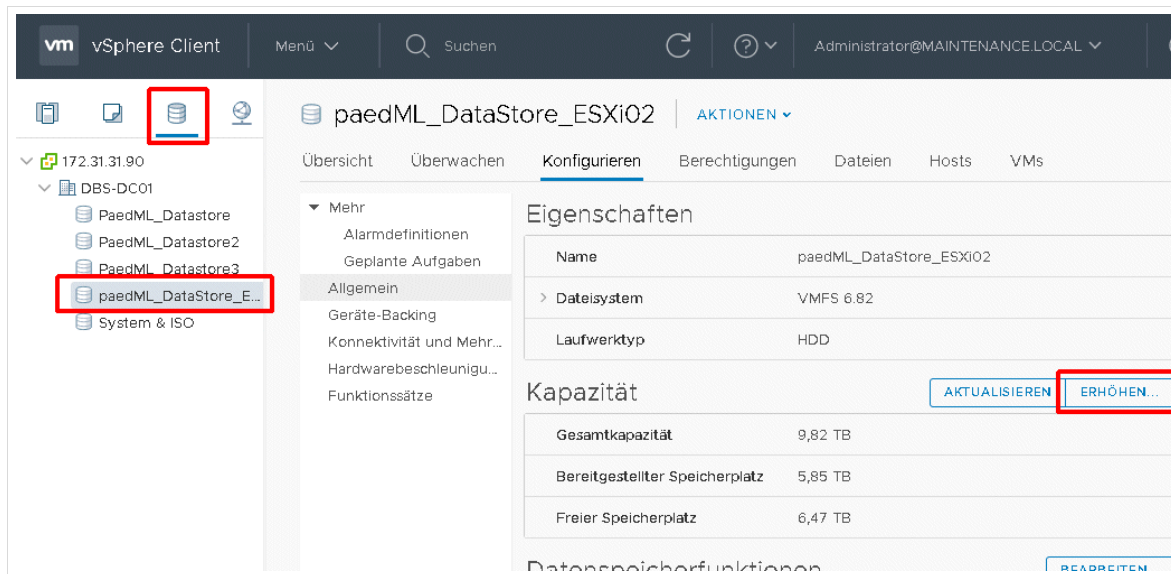 vm vSphere Client Menü Suchen Administrator@MAINTENANCE.LOCAL
paedML_DataStore_ESXi02 AKTIONEN
172.31.31.90
DBS-DC01
PaedML_Datastore
PaedML_Datastore2
PaedML_Datastore3
paedML_DataStore_E...
System & ISO
Übersicht Überwachen Konfigurieren Berechtigungen Dateien Hosts VMs
Mehr
Alarmdefinitionen
Geplante Aufgaben
Allgemein
Geräte-Backing
Konnektivität und Mehr...
Hardwarebeschleunigu...
Funktionssätze
Eigenschaften
Name paedML_DataStore_ESXi02
Dateisystem VMFS 6.82
Laufwerktyp HDD
Kapazität AKTUALISIEREN ERHÖHEN...
Gesamtkapazität 9,82 TB
Bereitgestellter Speicherplatz 5,85 TB
Freier Speicherplatz 6,47 TB
Datenspeicherfunktionen BEARBEITEN...